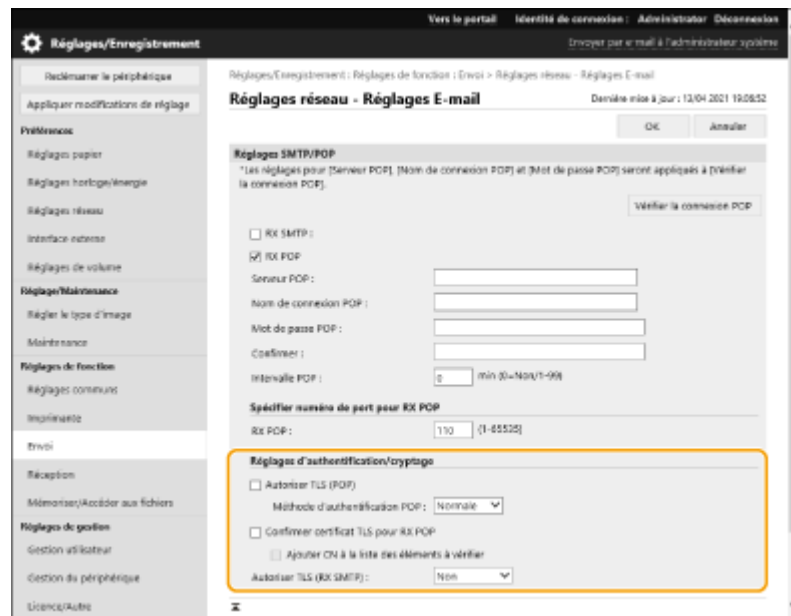 Vers le portail Identité de connexion : Administrator Déconnexion
Réglages/Enregistrement
Envoyer par e-mail à l'administrateur système
Redémarrer le périphérique
Appliquer modifications de réglage
Préférences
Réglages papier
Réglages horloge/énergie
Réglages réseau
Interface externe
Réglages de volume
Réglage/Maintenance
Régler le type d'image
Maintenance
Réglages de fonction
Réglages communs
Imprimante
Envoi
Réception
Mémoriser/Accéder aux fichiers
Réglages de gestion
Gestion utilisateur
Gestion du périphérique
Licence/Autre
Réglages/Enregistrement : Réglages de fonction : Envoi > Réglages réseau - Réglages E-mail
Réglages réseau - Réglages E-mail
Dernière mise à jour : 13/04 2021 19:08:52
OK Annuler
Réglages SMTP/POP
*Les réglages pour [Serveur POP], [Nom de connexion POP] et [Mot de passe POP] seront appliqués à [Vérifier
la connexion POP].
Vérifier la connexion POP
RX SMTP :
RX POP
Serveur POP :
Nom de connexion POP :
Mot de passe POP :
Confirmer :
Intervalle POP : 0 min (0=Non/1-99)
Spécifier numéro de port pour RX POP
RX POP : 110 (1-65535)
Réglages d'authentification/cryptage
Autoriser TLS (POP)
Méthode d'authentification POP : Normale
Confirmer certificat TLS pour RX POP
Ajouter CN à la liste des éléments à vérifier
Autoriser TLS (RX SMTP) : Non